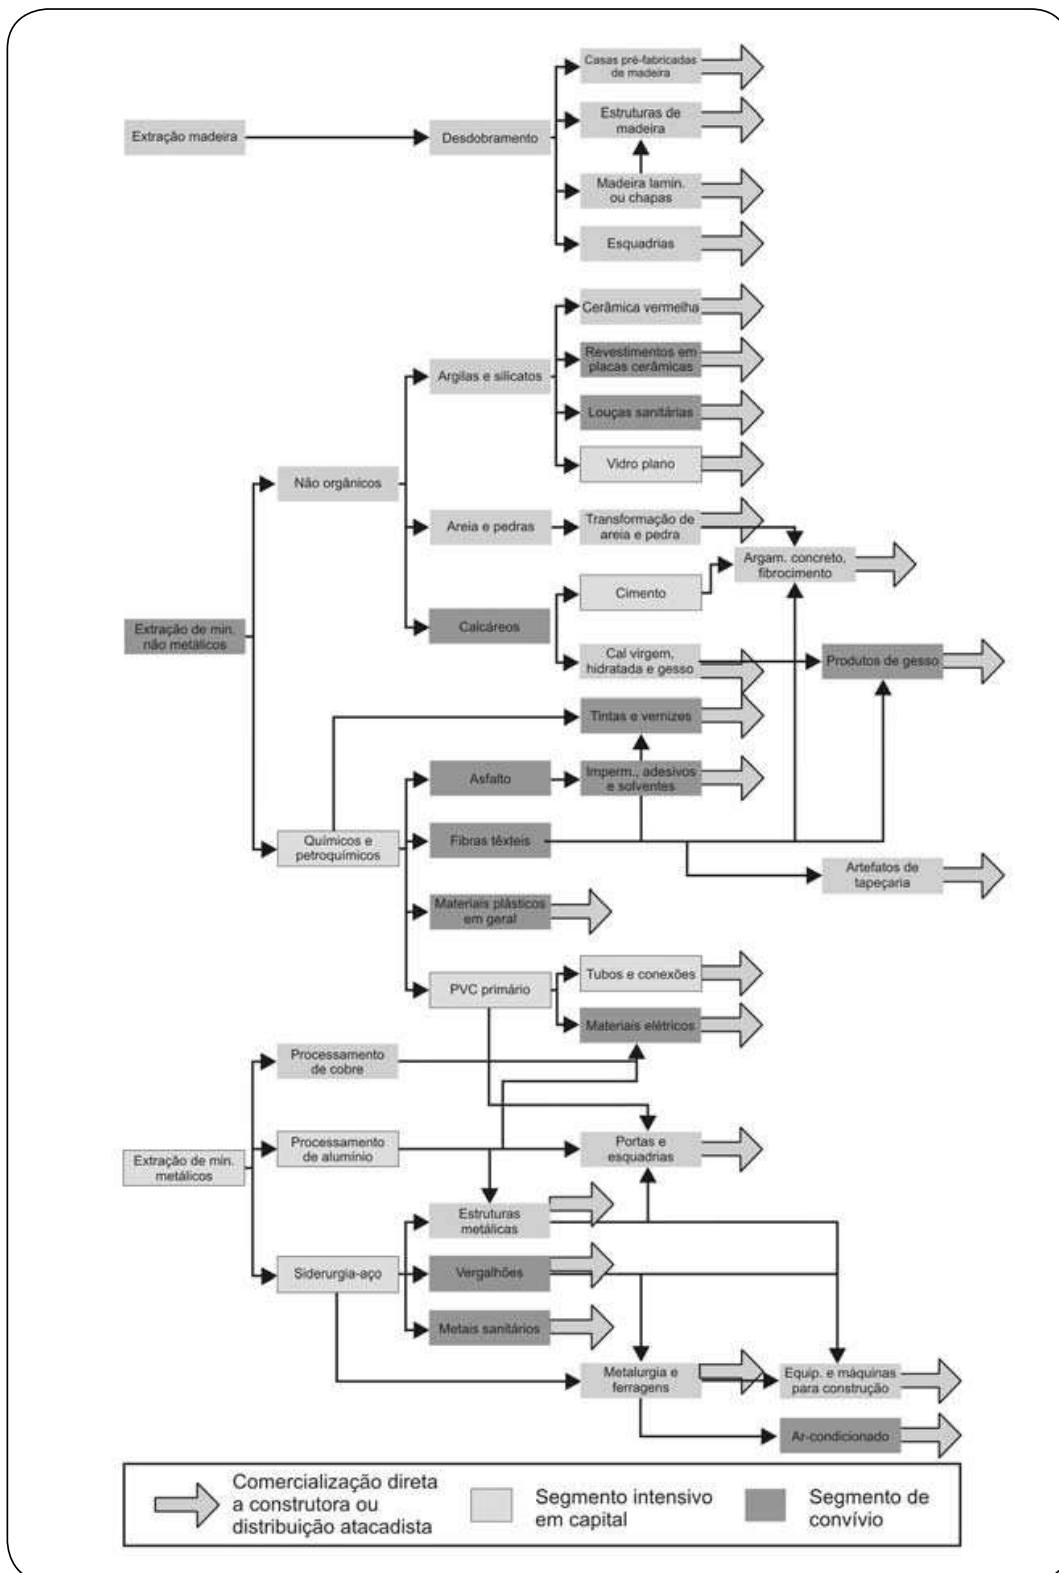 Casas pré-fabricadas
de madeira
Extração madeira
Desdobramento
Estruturas de
madeira
Madeira lamin.
ou chapas
Esquadrias
Cerâmica vermelha
Argilas e silicatos
Revestimentos em
placas cerâmicas
Louças sanitárias
Vidro plano
Não orgânicos
Areia e pedras
Transformação de
areia e pedra
Argam. concreto,
fibrocimento
Cimento
Extração de min.
não metálicos
Calcáreos
Cal virgem,
hidratada e gesso
Produtos de gesso
Tintas e vernizes
Asfalto
Imperm., adesivos
e solventes
Químicos e
petroquímicos
Fibras têxteis
Artefatos de
tapeçaria
Materiais plásticos
em geral
PVC primário
Tubos e conexões
Materiais elétricos
Processamento
de cobre
Extração de min.
metálicos
Processamento
de alumínio
Portas e
esquadrias
Estruturas
metálicas
Siderurgia-aço
Vergalhões
Metais sanitários
Metalurgia e
ferragens
Equip. e máquinas
para construção
Ar-condicionado
Comercialização direta
a construtora ou
distribuição atacadista
Segmento intensivo
em capital
Segmento de
convívio